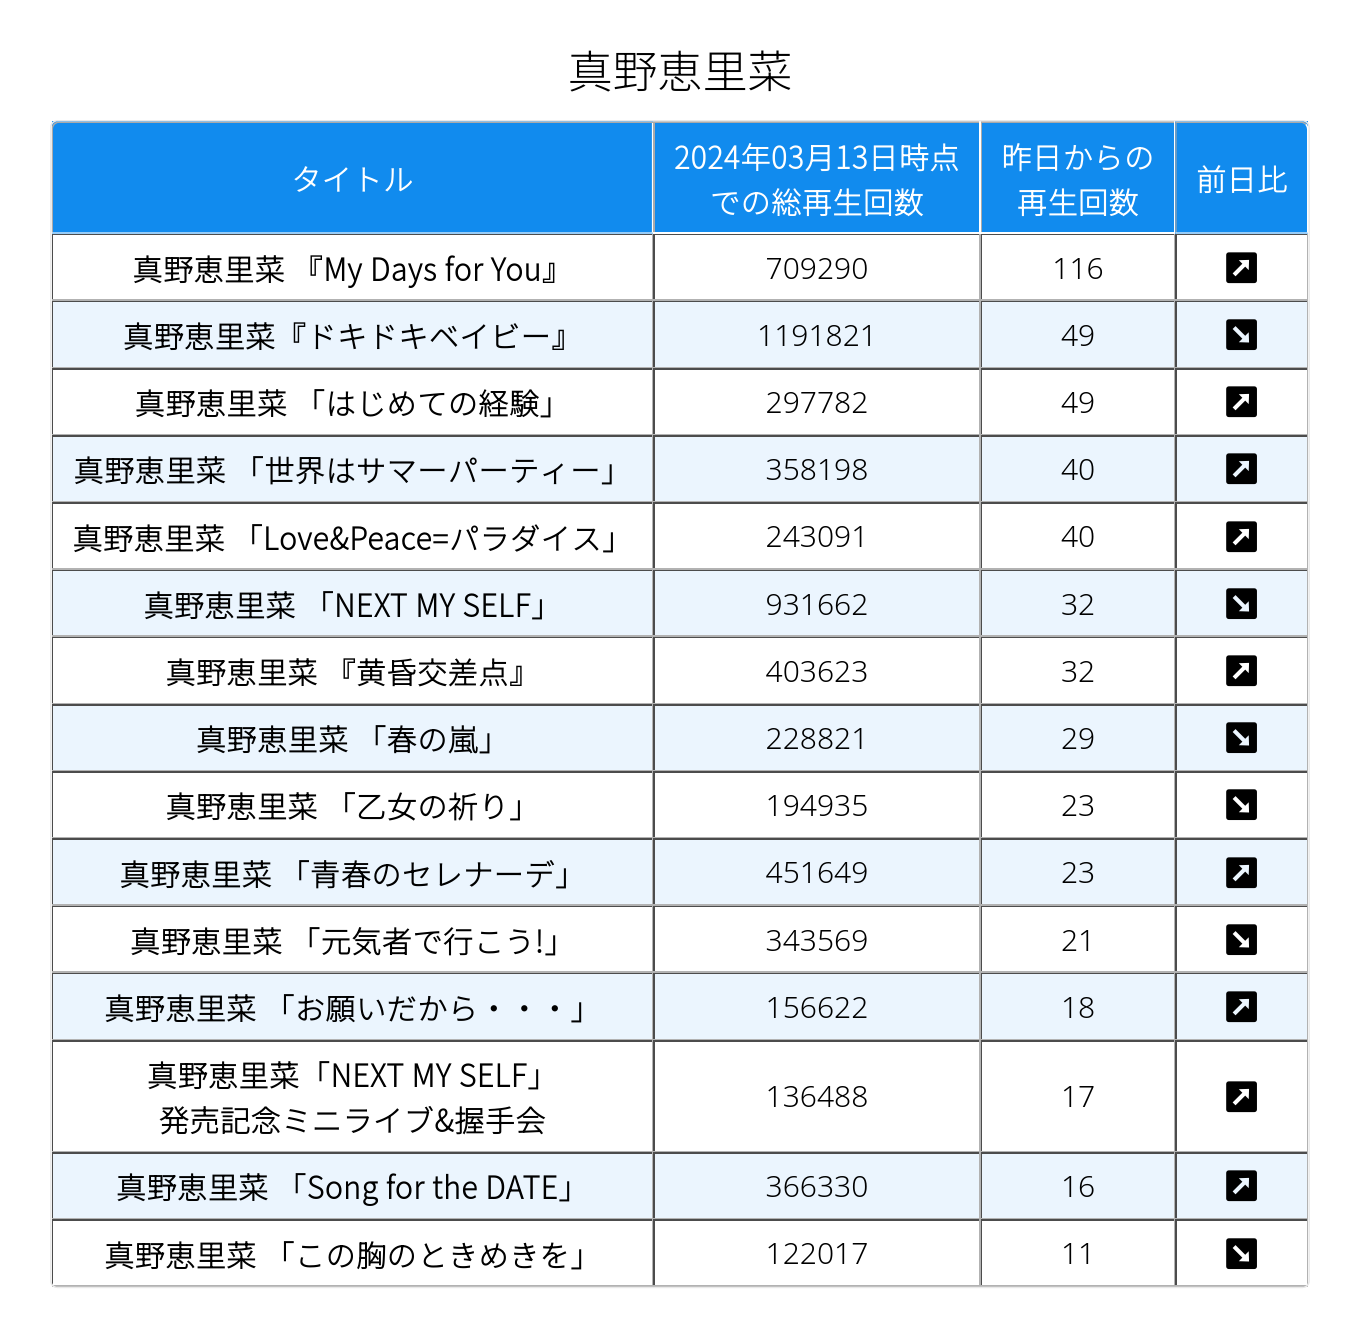 真野恵里菜
タイトル
2024年03月13日時点
での総再生回数
昨日からの
再生回数
前日比
真野恵里菜 『My Days for You』 709290 116 ↗
真野恵里菜『ドキドキベイビー』 1191821 49 ↘
真野恵里菜 「はじめての経験」 297782 49 ↗
真野恵里菜 「世界はサマーパーティー」 358198 40 ↗
真野恵里菜 「Love&Peace=パラダイス」 243091 40 ↗
真野恵里菜 「NEXT MY SELF」 931662 32 ↘
真野恵里菜 『黄昏交差点』 403623 32 ↗
真野恵里菜 「春の嵐」 228821 29 ↘
真野恵里菜 「乙女の祈り」 194935 23 ↘
真野恵里菜 「青春のセレナーデ」 451649 23 ↗
真野恵里菜 「元気者で行こう!」 343569 21 ↘
真野恵里菜 「お願いだから・・・」 156622 18 ↗
真野恵里菜「NEXT MY SELF」
発売記念ミニライブ&握手会
136488 17 ↗
真野恵里菜 「Song for the DATE」 366330 16 ↗
真野恵里菜 「この胸のときめきを」 122017 11 ↘